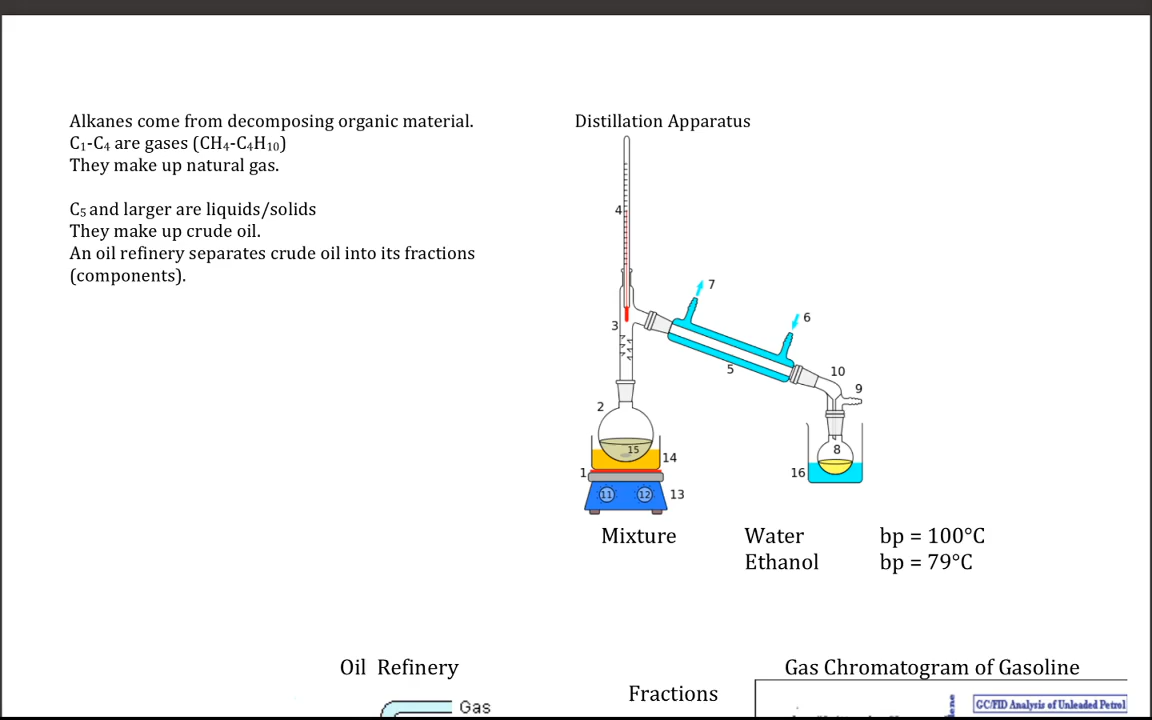 Alkanes come from decomposing organic material.
C₁-C₄ are gases (CH₄-C₄H₁₀)
They make up natural gas.
C₅ and larger are liquids/solids
They make up crude oil.
An oil refinery separates crude oil into its fractions
(components).
Distillation Apparatus
4
7
3
6
5
10
9
2
8
15
14
1
16
11
12
13
Mixture
Water
bp = 100°C
Ethanol
bp = 79°C
Oil Refinery
Gas Chromatogram of Gasoline
Fractions
Gas
GC/FID Analysis of Unleaded Petrol